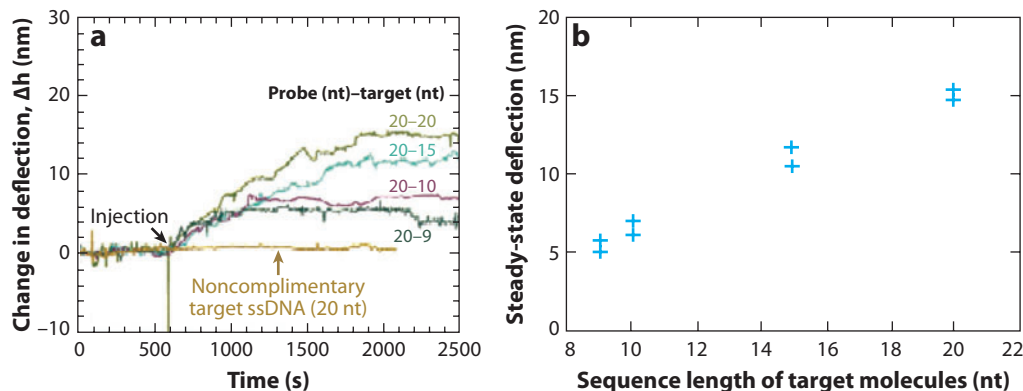 a
30
20
10
0
−10
Change in deflection, Δh (nm)
Probe (nt)–target (nt)
20–20
20–15
20–10
20–9
Injection
Noncomplimentary
target ssDNA (20 nt)
0 500 1000 1500 2000 2500
Time (s)
b
20
15
10
5
0
Steady-state deflection (nm)
8 10 12 14 16 18 20 22
Sequence length of target molecules (nt)